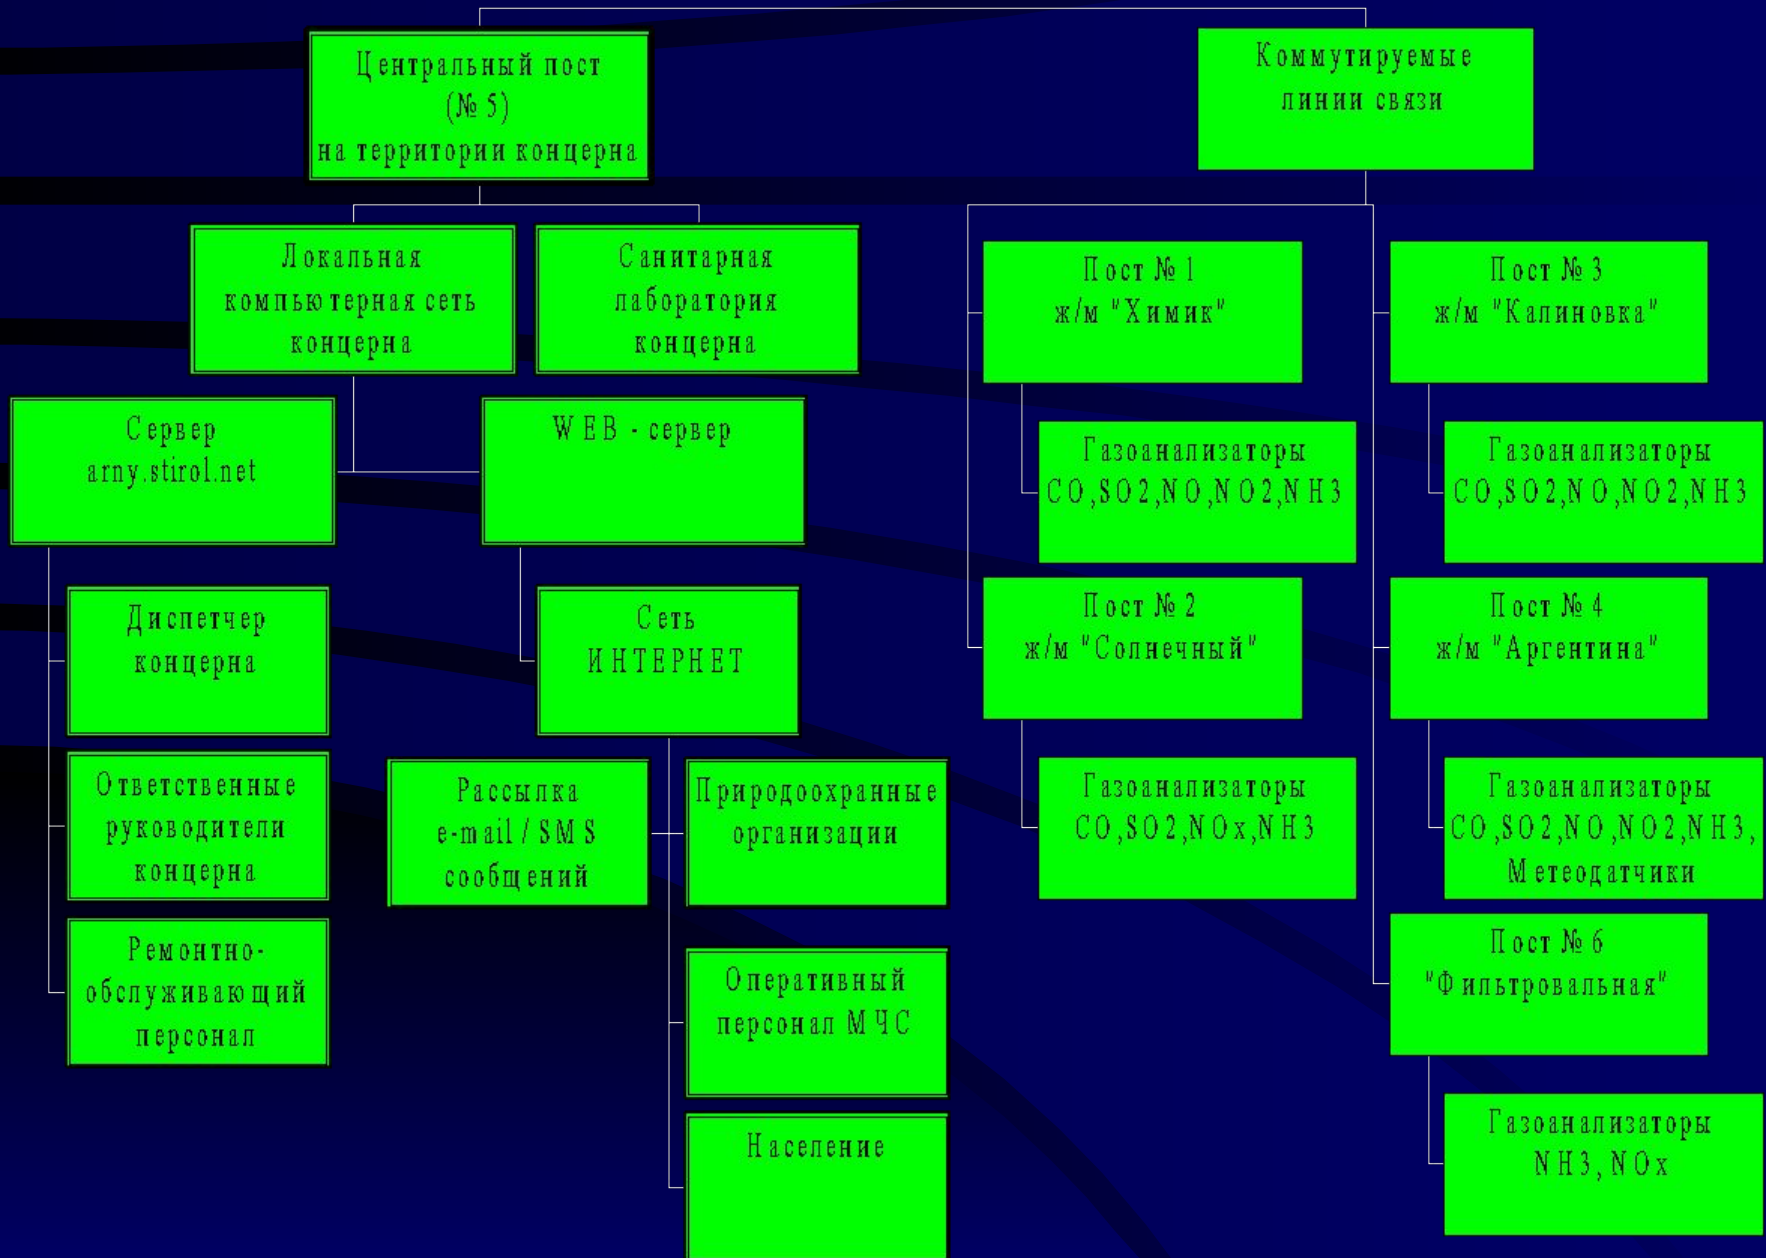 Центральный пост
(№ 5)
на территории концерна
Коммутируемые
линии связи
Локальная
компьютерная сеть
концерна
Санитарная
лаборатория
концерна
Пост № 1
ж/м "Химик"
Пост № 3
ж/м "Калиновка"
Сервер
arny.stirol.net
WEB - сервер
Газоанализаторы
CO,SO2,NO,NO2,NH3
Газоанализаторы
CO,SO2,NO,NO2,NH3
Диспетчер
концерна
Сеть
ИНТЕРНЕТ
Пост № 2
ж/м "Солнечный"
Пост № 4
ж/м "Аргентина"
Ответственные
руководители
концерна
Рассылка
e-mail / SMS
сообщений
Природоохранные
организации
Газоанализаторы
CO,SO2,NOx,NH3
Газоанализаторы
CO,SO2,NO,NO2,NH3,
Метеодатчики
Ремонтно-
обслуживающий
персонал
Оперативный
персонал МЧС
Пост № 6
"Фильтровальная"
Население
Газоанализаторы
NH3, NOx